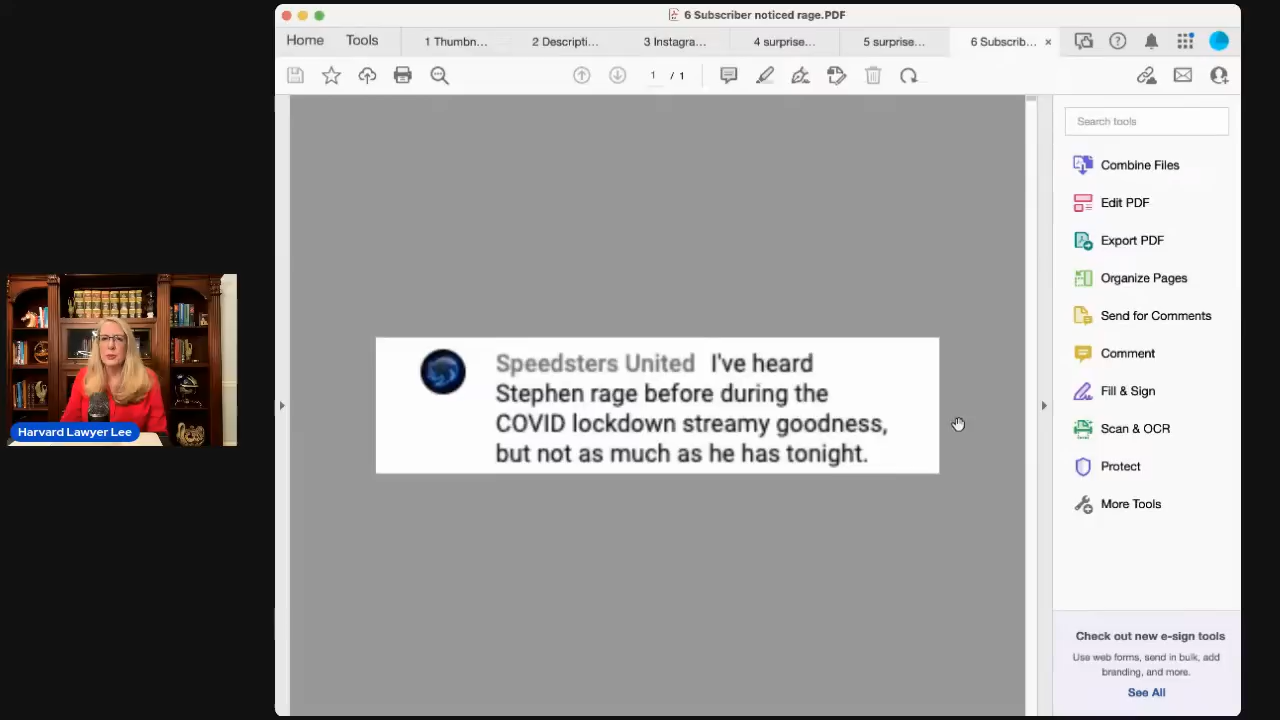 6 Subscriber noticed rage.PDF
Home
Tools
1 Thumbn...
2 Descripti...
3 Instagra...
4 surprise...
5 surprise...
6 Subscrib...
1 / 1
Search tools
Combine Files
Edit PDF
Export PDF
Organize Pages
Send for Comments
Comment
Fill & Sign
Scan & OCR
Protect
More Tools
Speedsters United I've heard
Stephen rage before during the
COVID lockdown streamy goodness,
but not as much as he has tonight.
Harvard Lawyer Lee
Check out new e-sign tools
Use web forms, send in bulk, add
branding, and more.
See All